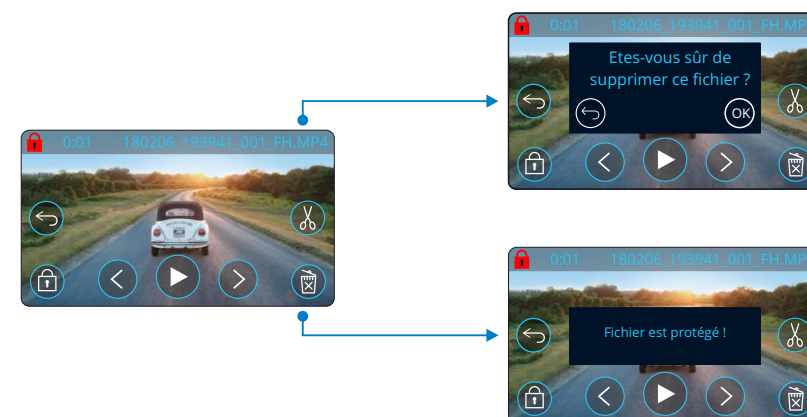 0:01 180206_193941_001_FH.MP4
0:01 180206_193941_001_FH.MP
Etes-vous sûr de
supprimer ce fichier ?
OK
0:01 180206_193941_001_FH.MP
Fichier est protégé !